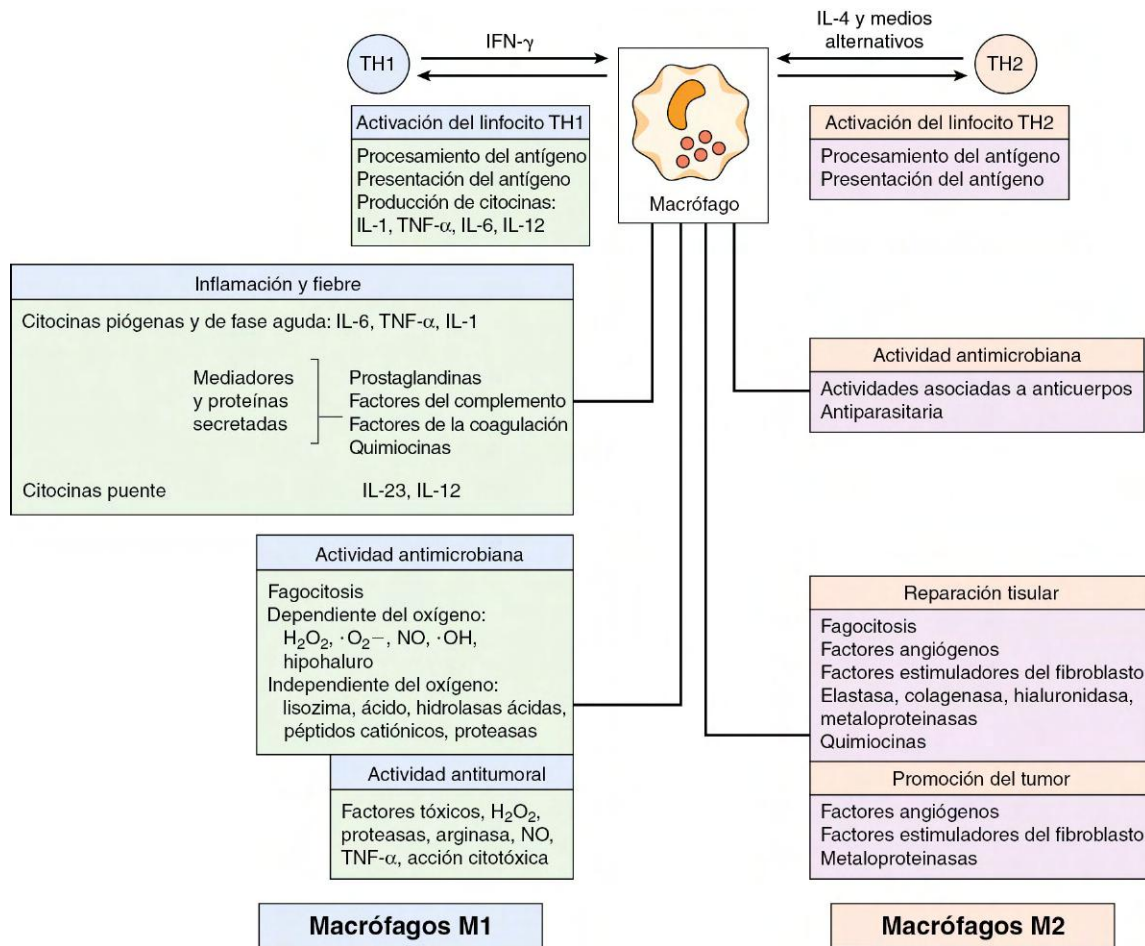 TH1
IFN-γ
IL-4 y medios
alternativos
TH2
Activación del linfocito TH1
Procesamiento del antígeno
Presentación del antígeno
Producción de citocinas:
IL-1, TNF-α, IL-6, IL-12
Macrófago
Activación del linfocito TH2
Procesamiento del antígeno
Presentación del antígeno
Inflamación y fiebre
Citocinas piógenas y de fase aguda: IL-6, TNF-α, IL-1
Mediadores
y proteínas
secretadas
Prostaglandinas
Factores del complemento
Factores de la coagulación
Quimiocinas
Citocinas puente IL-23, IL-12
Actividad antimicrobiana
Actividades asociadas a anticuerpos
Antiparasitaria
Actividad antimicrobiana
Fagocitosis
Dependiente del oxígeno:
H₂O₂, ·O₂−, NO, ·OH,
hipohaluro
Independiente del oxígeno:
lisozima, ácido, hidrolasas ácidas,
péptidos catiónicos, proteasas
Actividad antitumoral
Factores tóxicos, H₂O₂,
proteasas, arginasa, NO,
TNF-α, acción citotóxica
Reparación tisular
Fagocitosis
Factores angiógenos
Factores estimuladores del fibroblasto
Elastasa, colagenasa, hialuronidasa,
metaloproteinasas
Quimiocinas
Promoción del tumor
Factores angiógenos
Factores estimuladores del fibroblasto
Metaloproteinasas
Macrófagos M1
Macrófagos M2